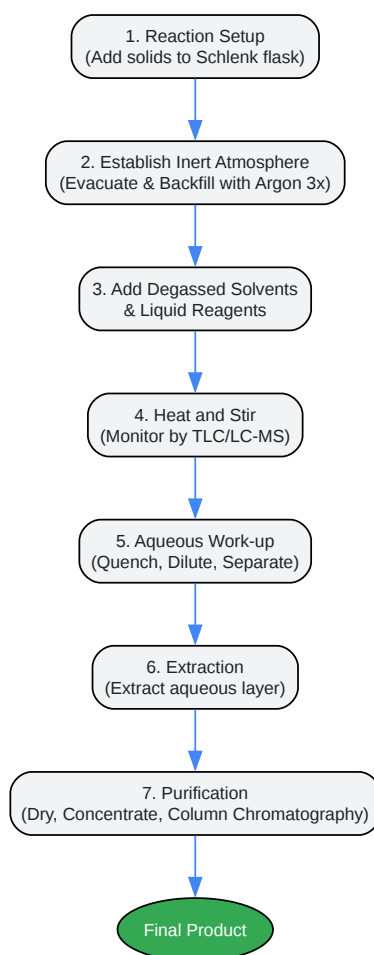 1. Reaction Setup
(Add solids to Schlenk flask)
2. Establish Inert Atmosphere
(Evacuate & Backfill with Argon 3x)
3. Add Degassed Solvents
& Liquid Reagents
4. Heat and Stir
(Monitor by TLC/LC-MS)
5. Aqueous Work-up
(Quench, Dilute, Separate)
6. Extraction
(Extract aqueous layer)
7. Purification
(Dry, Concentrate, Column Chromatography)
Final Product